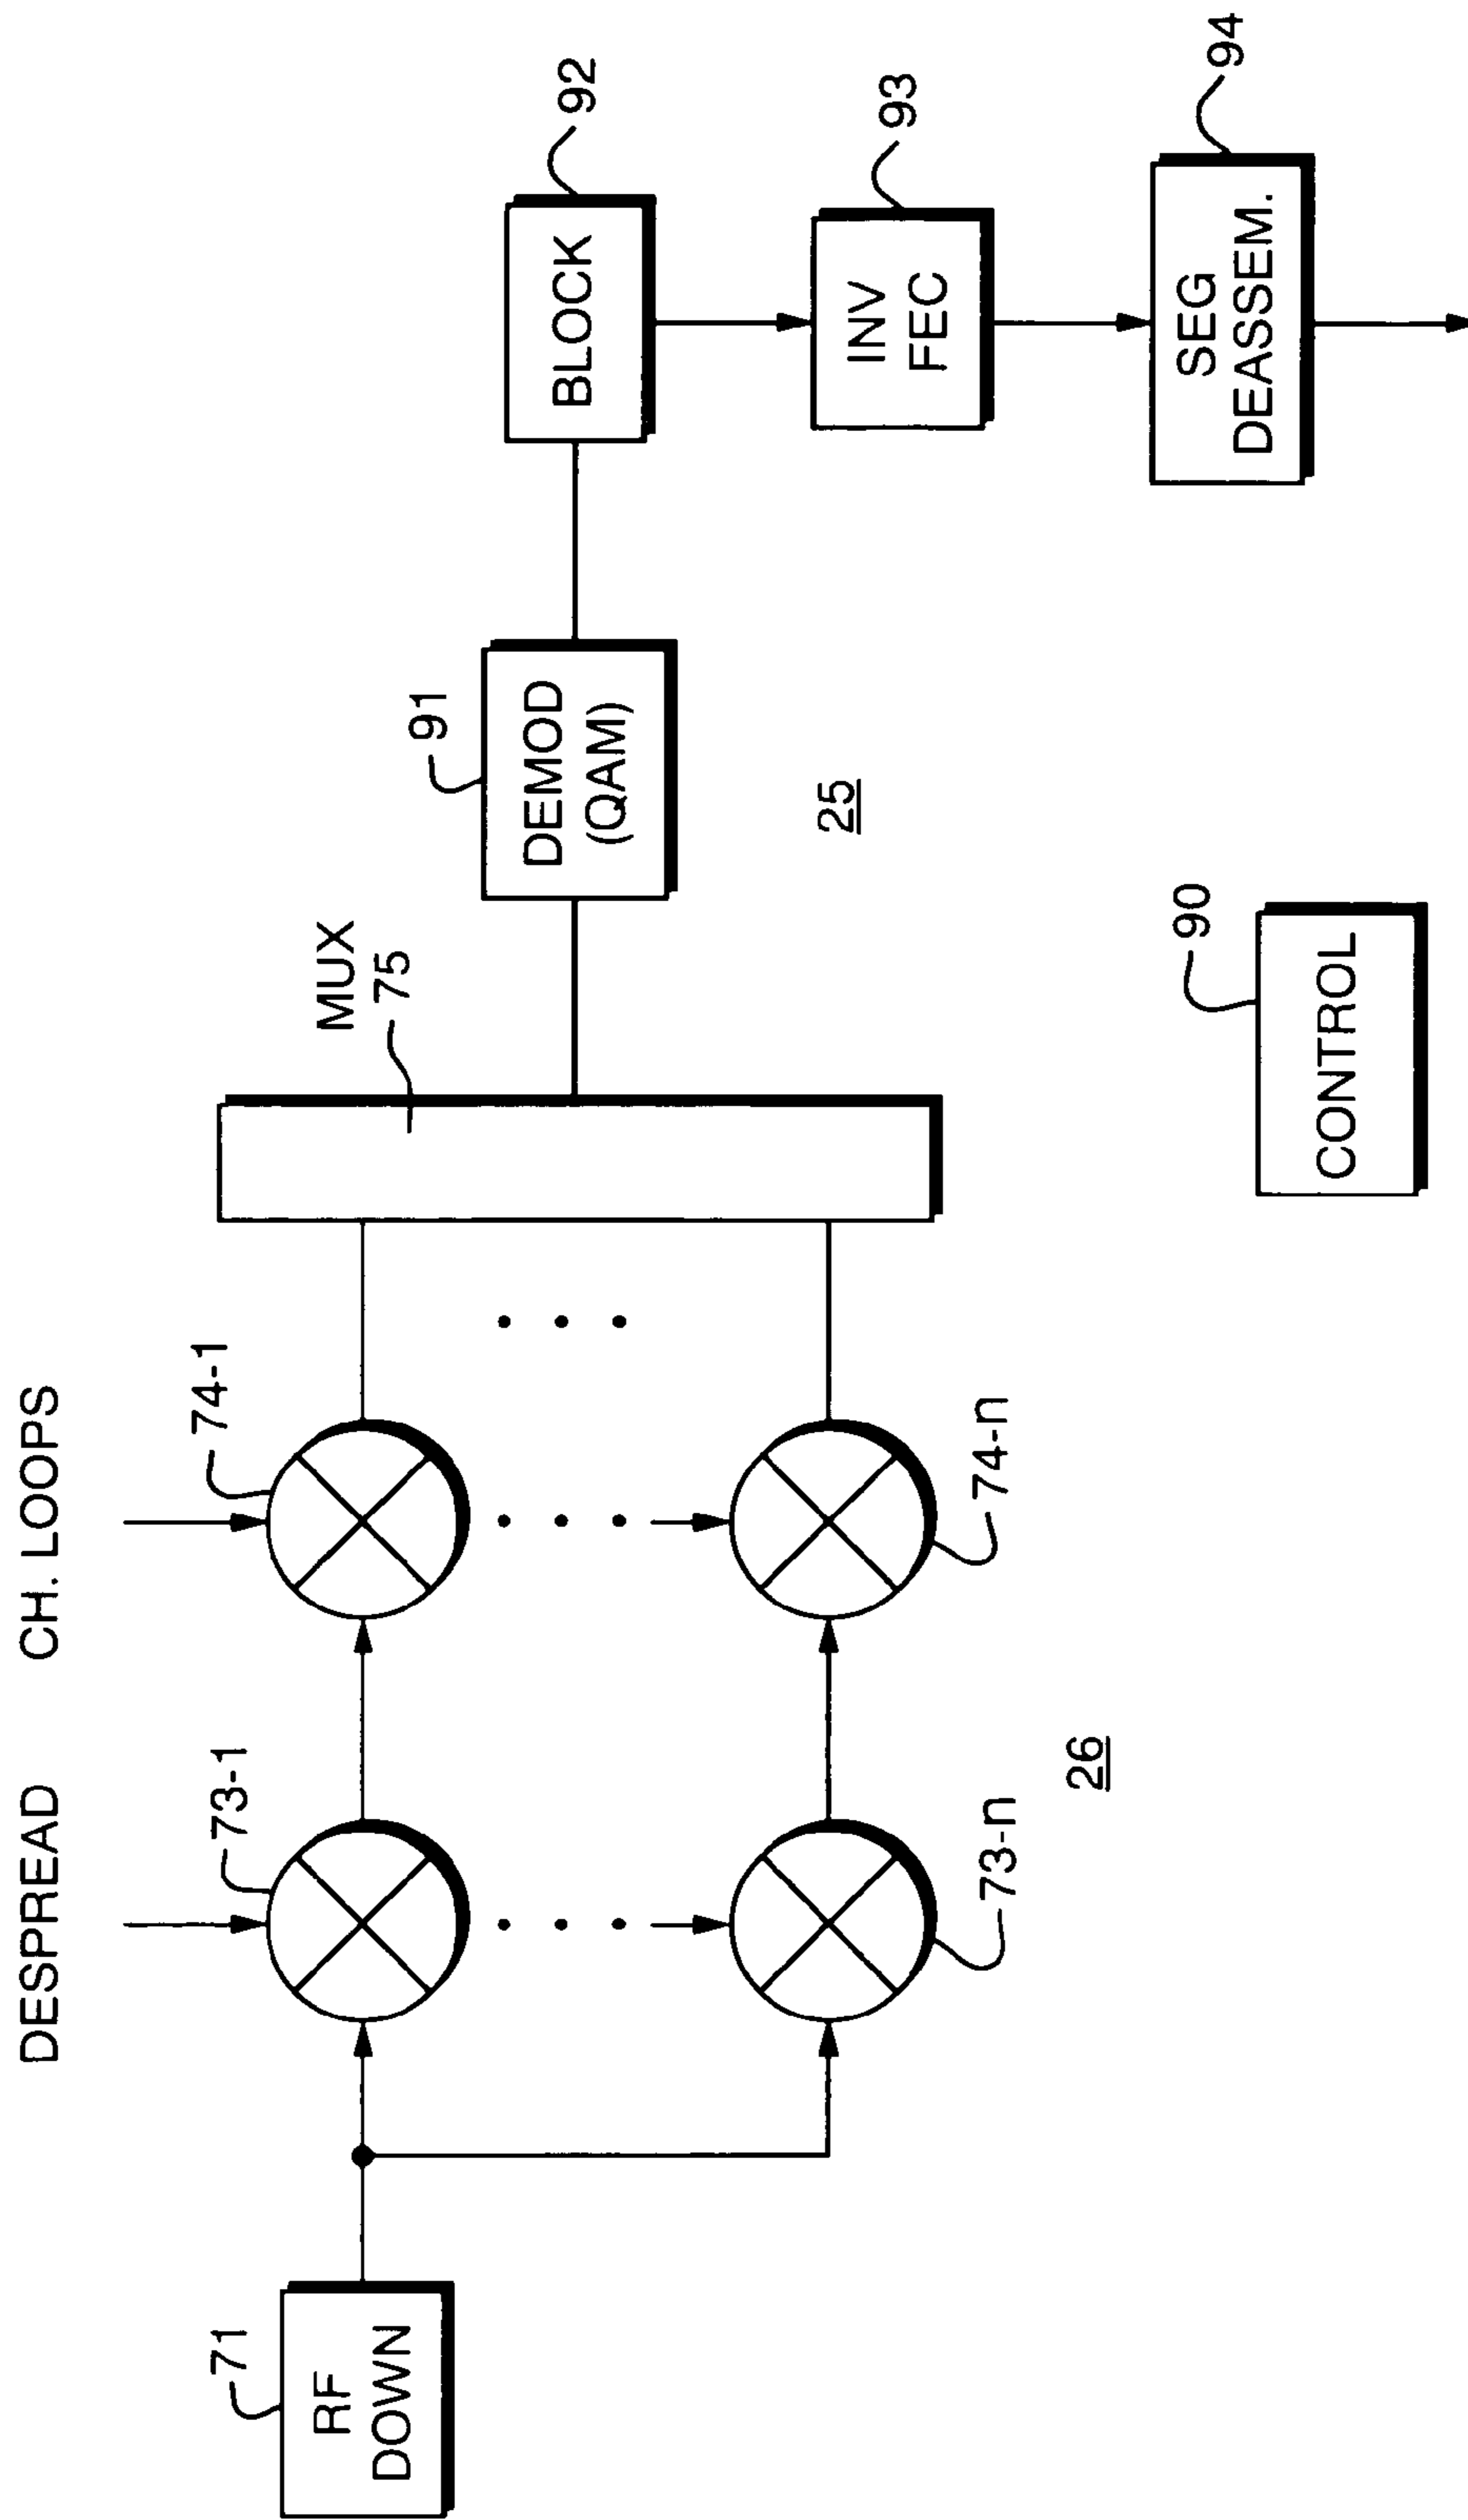 DESPREAD
CH. LOOPS
71
RF
DOWN
73-1
74-1
MUX
75
91
DEMOD
(QAM)
92
BLOCK
93
INV
FEC
94
SEG
DEASSEM.
73-n
74-n
25
26
90
CONTROL